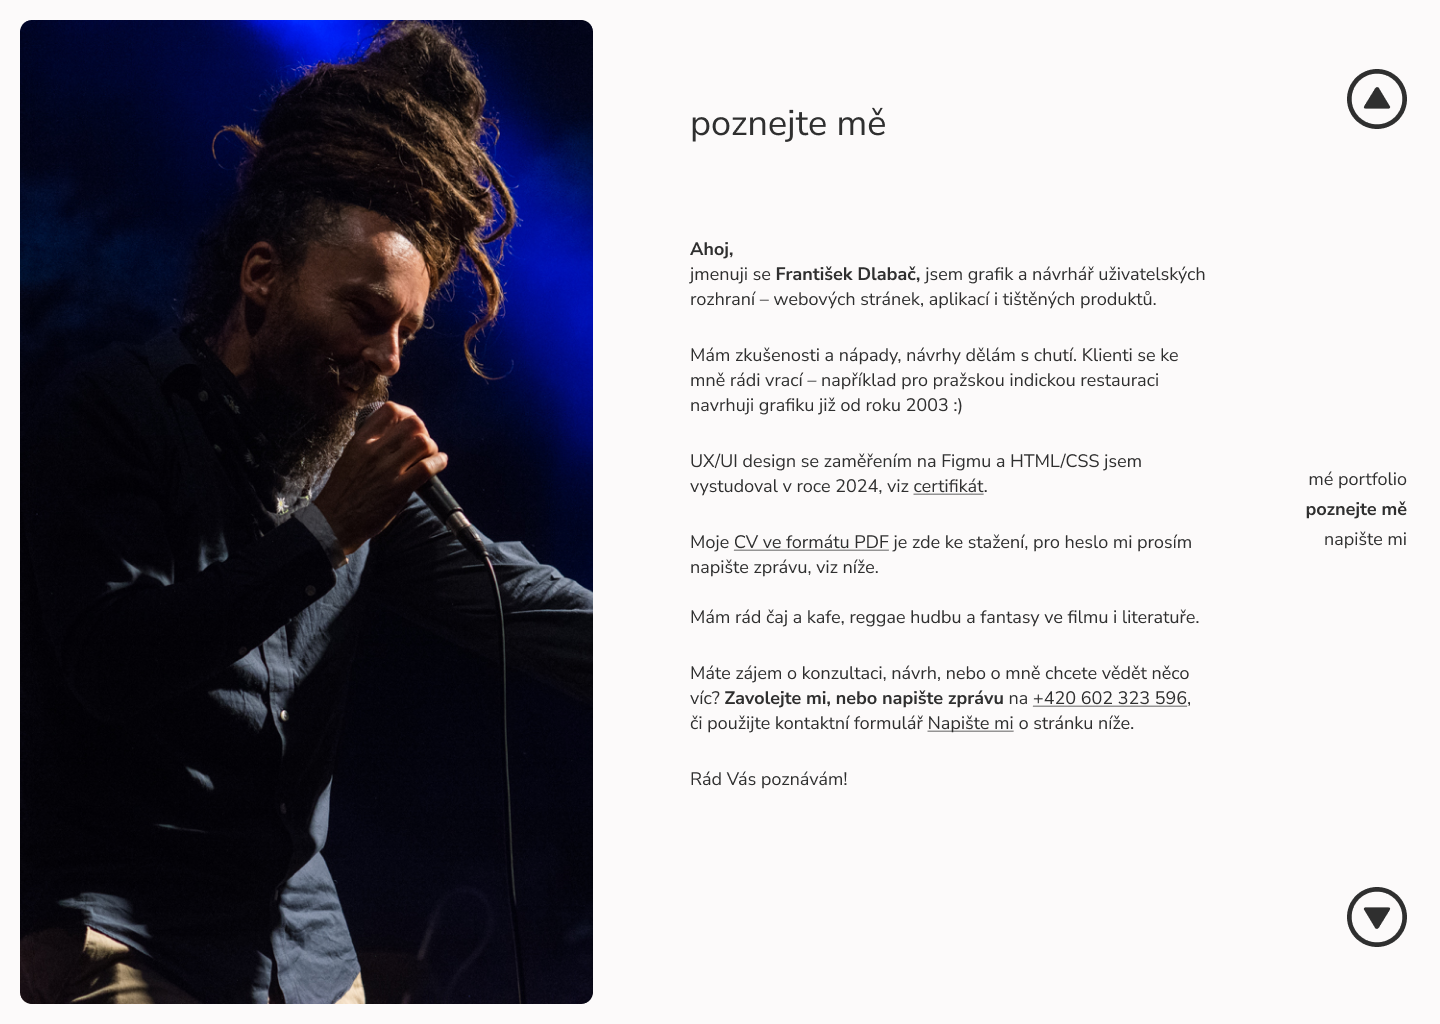 poznejte mě
Ahoj,
jmenuji se František Dlabač, jsem grafik a návrhář uživatelských
rozhraní – webových stránek, aplikací i tištěných produktů.
Mám zkušenosti a nápady, návrhy dělám s chutí. Klienti se ke
mně rádi vrací – například pro pražskou indickou restauraci
navrhuji grafiku již od roku 2003 :)
UX/UI design se zaměřením na Figmu a HTML/CSS jsem
vystudoval v roce 2024, viz certifikát.
Moje CV ve formátu PDF je zde ke stažení, pro heslo mi prosím
napište zprávu, viz níže.
Mám rád čaj a kafe, reggae hudbu a fantasy ve filmu i literatuře.
Máte zájem o konzultaci, návrh, nebo o mně chcete vědět něco
víc? Zavolejte mi, nebo napište zprávu na +420 602 323 596,
či použijte kontaktní formulář Napište mi o stránku níže.
Rád Vás poznávám!
mé portfolio
poznejte mě
napište mi